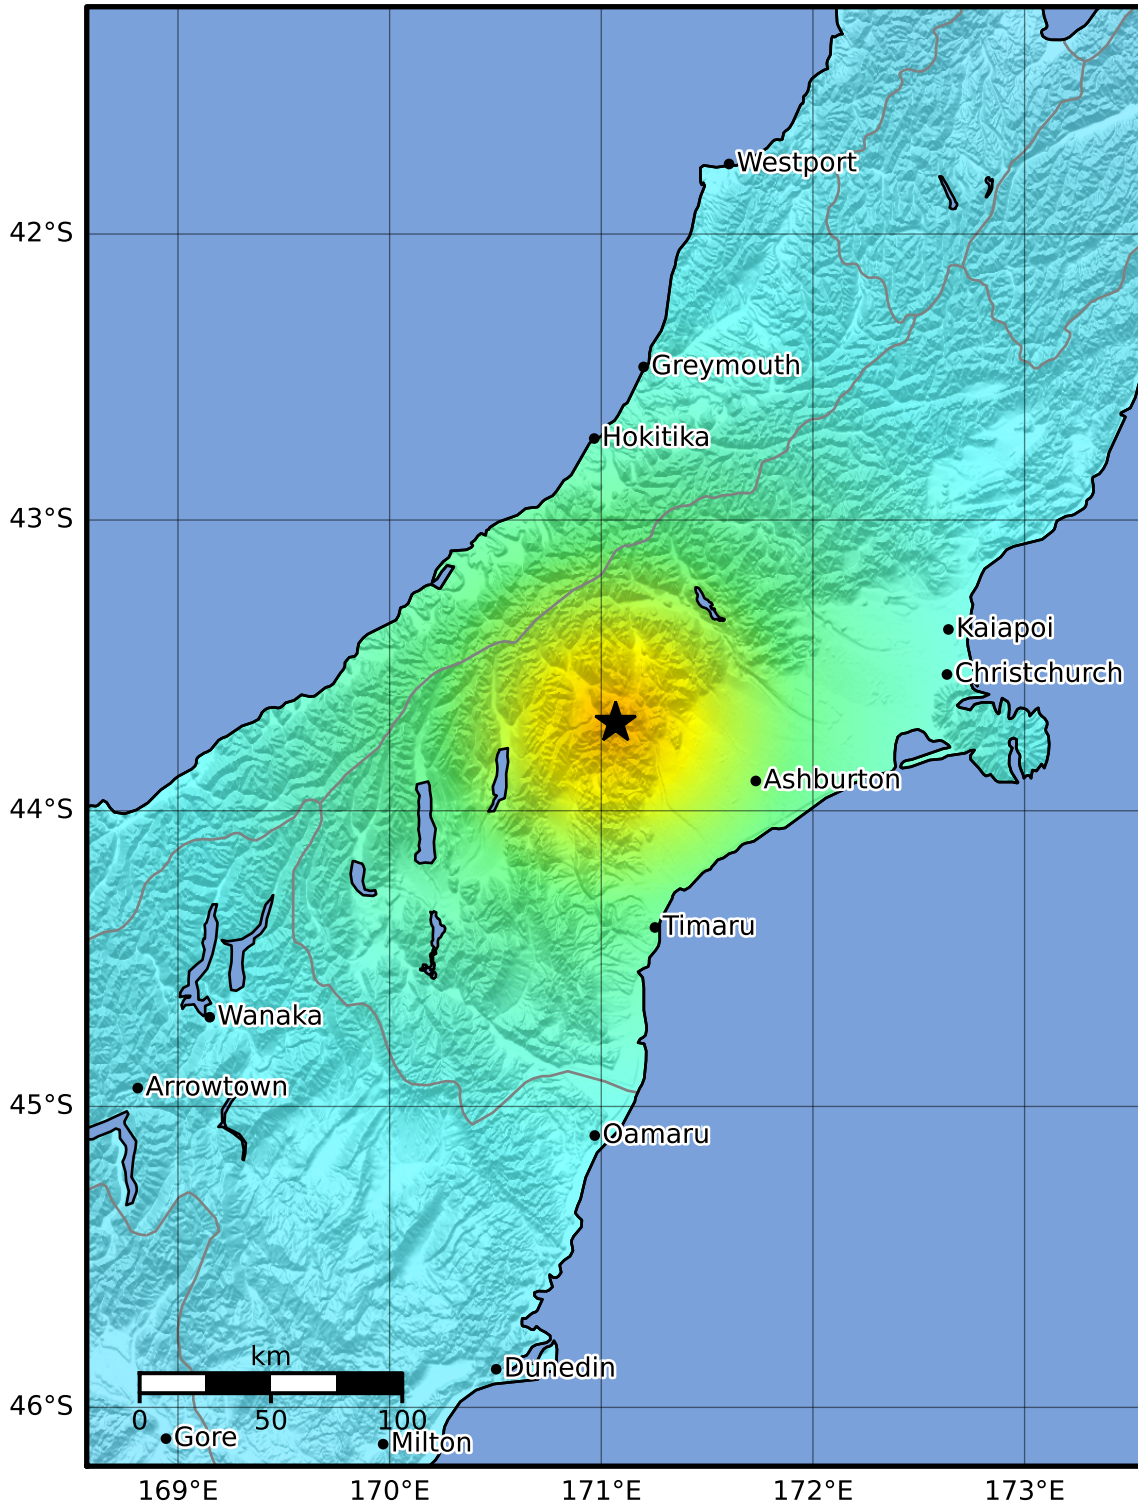 Westport
42°S
Greymouth
Hokitika
43°S
Kaiapoi
Christchurch
Ashburton
44°S
Timaru
Wanaka
Arrowtown
45°S
Oamaru
km
Dunedin
46°S
0 50 100
Gore
Milton
169°E 170°E 171°E 172°E 173°E